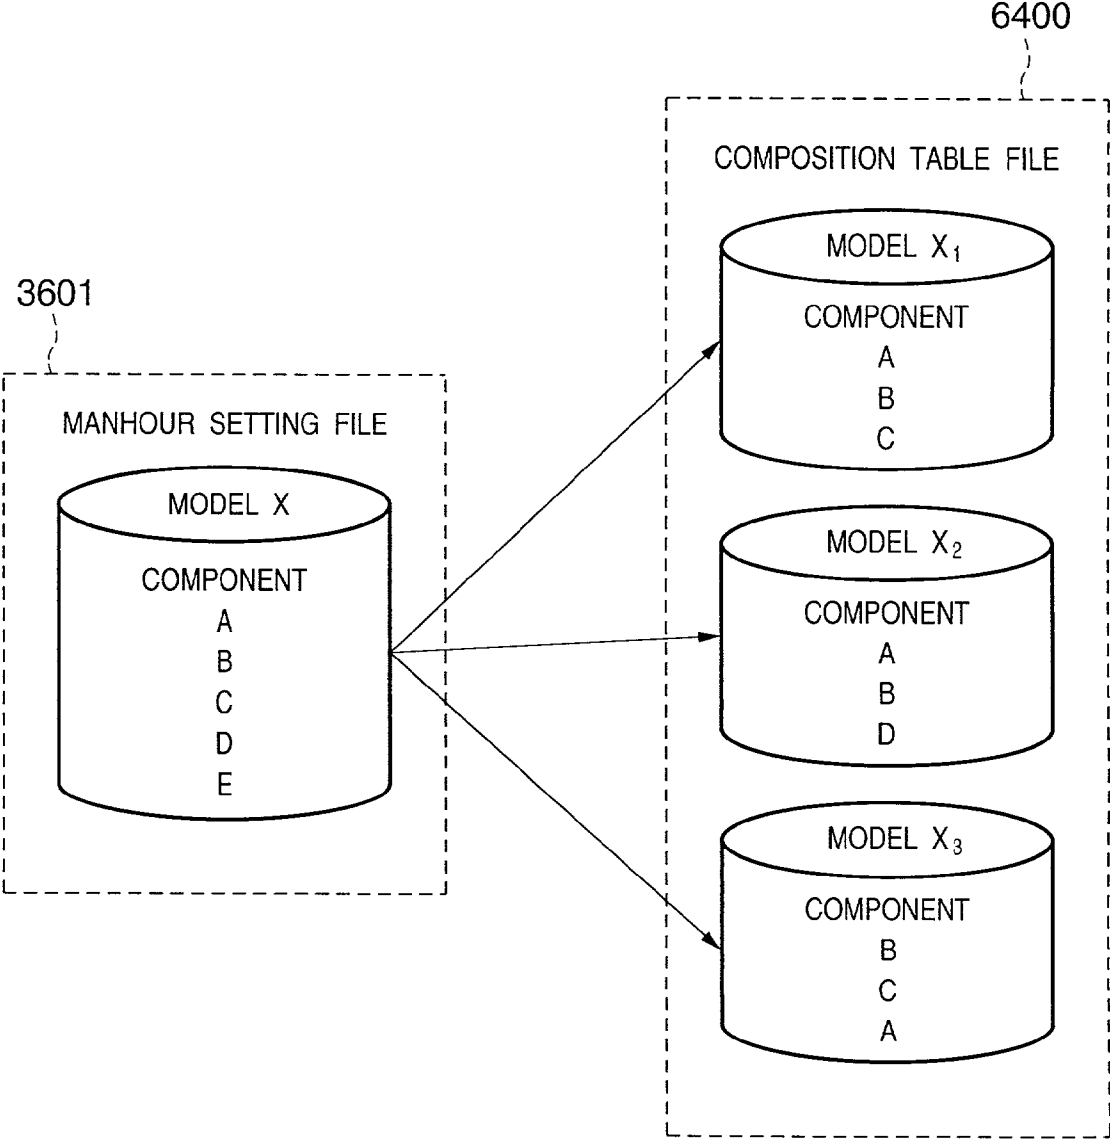 3601
MANHOUR SETTING FILE
MODEL X
COMPONENT
A
B
C
D
E
6400
COMPOSITION TABLE FILE
MODEL X1
COMPONENT
A
B
C
MODEL X2
COMPONENT
A
B
D
MODEL X3
COMPONENT
B
C
A